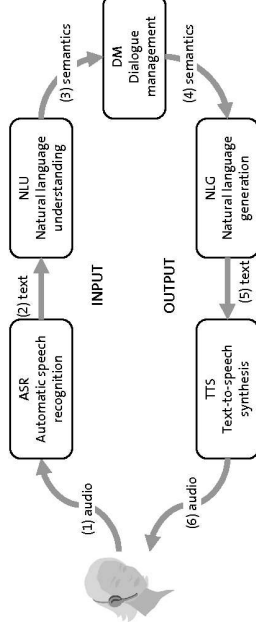 (1) audio
ASR
Automatic speech
recognition
(2) text
NLU
Natural language
understanding
(3) semantics
DM
Dialogue
management
(4) semantics
NLG
Natural language
generation
(5) text
TTS
Text-to-speech
synthesis
(6) audio
INPUT
OUTPUT